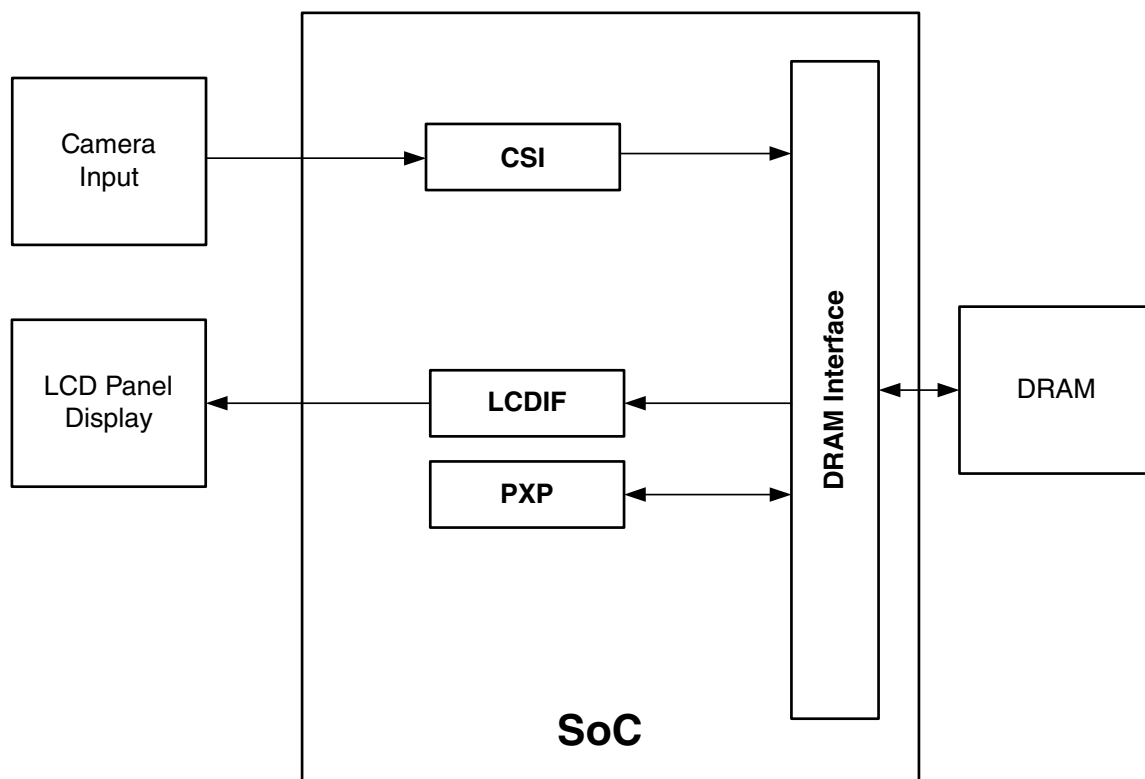 Camera
Input
CSI
LCD Panel
Display
LCDIF
PXP
DRAM Interface
DRAM
SoC